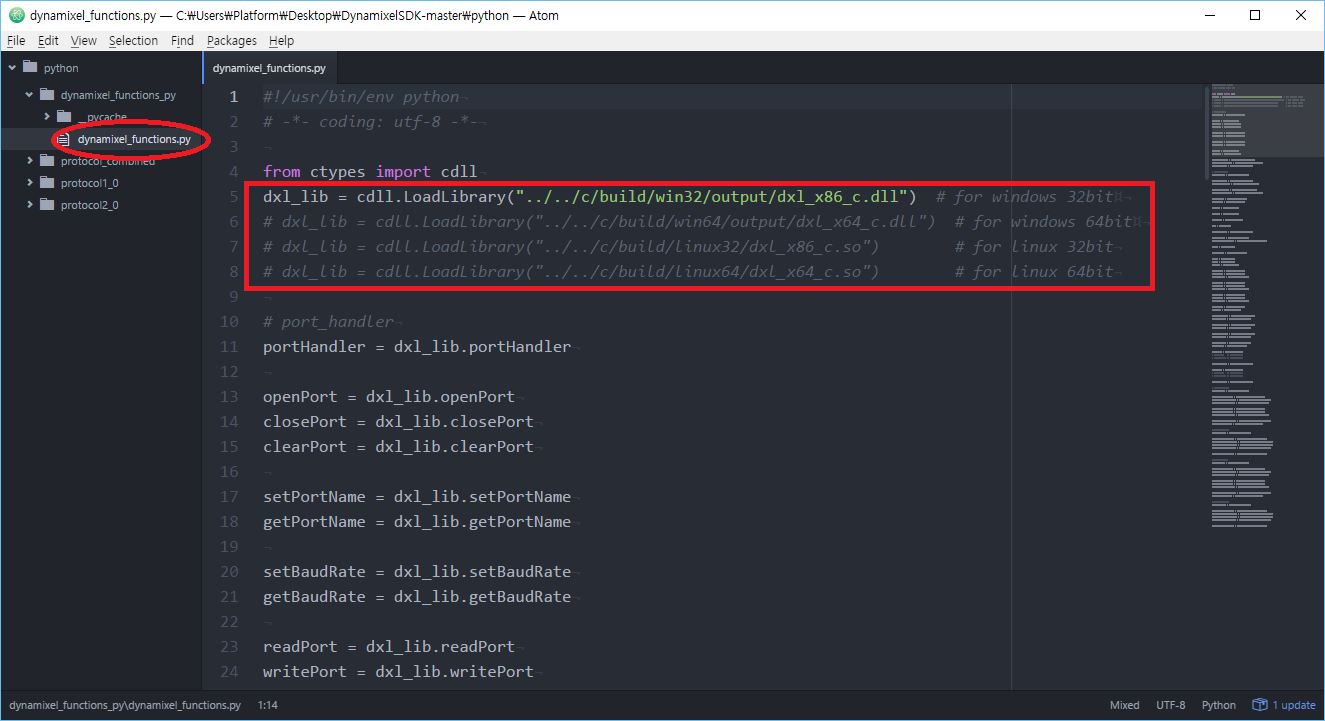 dynamixel_functions.py — C:₩Users₩Platform₩Desktop₩DynamixelSDK-master₩python — Atom
File Edit View Selection Find Packages Help
python
dynamixel_functions_py
__pycache__
dynamixel_functions.py
protocol_combined
protocol1_0
protocol2_0
dynamixel_functions.py
1 #!/usr/bin/env python¬
2 # -*- coding: utf-8 -*-¬
3 ¬
4 from ctypes import cdll¬
5 dxl_lib = cdll.LoadLibrary("../../c/build/win32/output/dxl_x86_c.dll")  # for windows 32bit¤¬
6 # dxl_lib = cdll.LoadLibrary("../../c/build/win64/output/dxl_x64_c.dll")  # for windows 64bit¤¬
7 # dxl_lib = cdll.LoadLibrary("../../c/build/linux32/dxl_x86_c.so")        # for linux 32bit¬
8 # dxl_lib = cdll.LoadLibrary("../../c/build/linux64/dxl_x64_c.so")        # for linux 64bit¬
9 ¬
10 # port_handler¬
11 portHandler = dxl_lib.portHandler¬
12 ¬
13 openPort = dxl_lib.openPort¬
14 closePort = dxl_lib.closePort¬
15 clearPort = dxl_lib.clearPort¬
16 ¬
17 setPortName = dxl_lib.setPortName¬
18 getPortName = dxl_lib.getPortName¬
19 ¬
20 setBaudRate = dxl_lib.setBaudRate¬
21 getBaudRate = dxl_lib.getBaudRate¬
22 ¬
23 readPort = dxl_lib.readPort¬
24 writePort = dxl_lib.writePort¬
dynamixel_functions_py\dynamixel_functions.py 1:14 Mixed UTF-8 Python 1 update